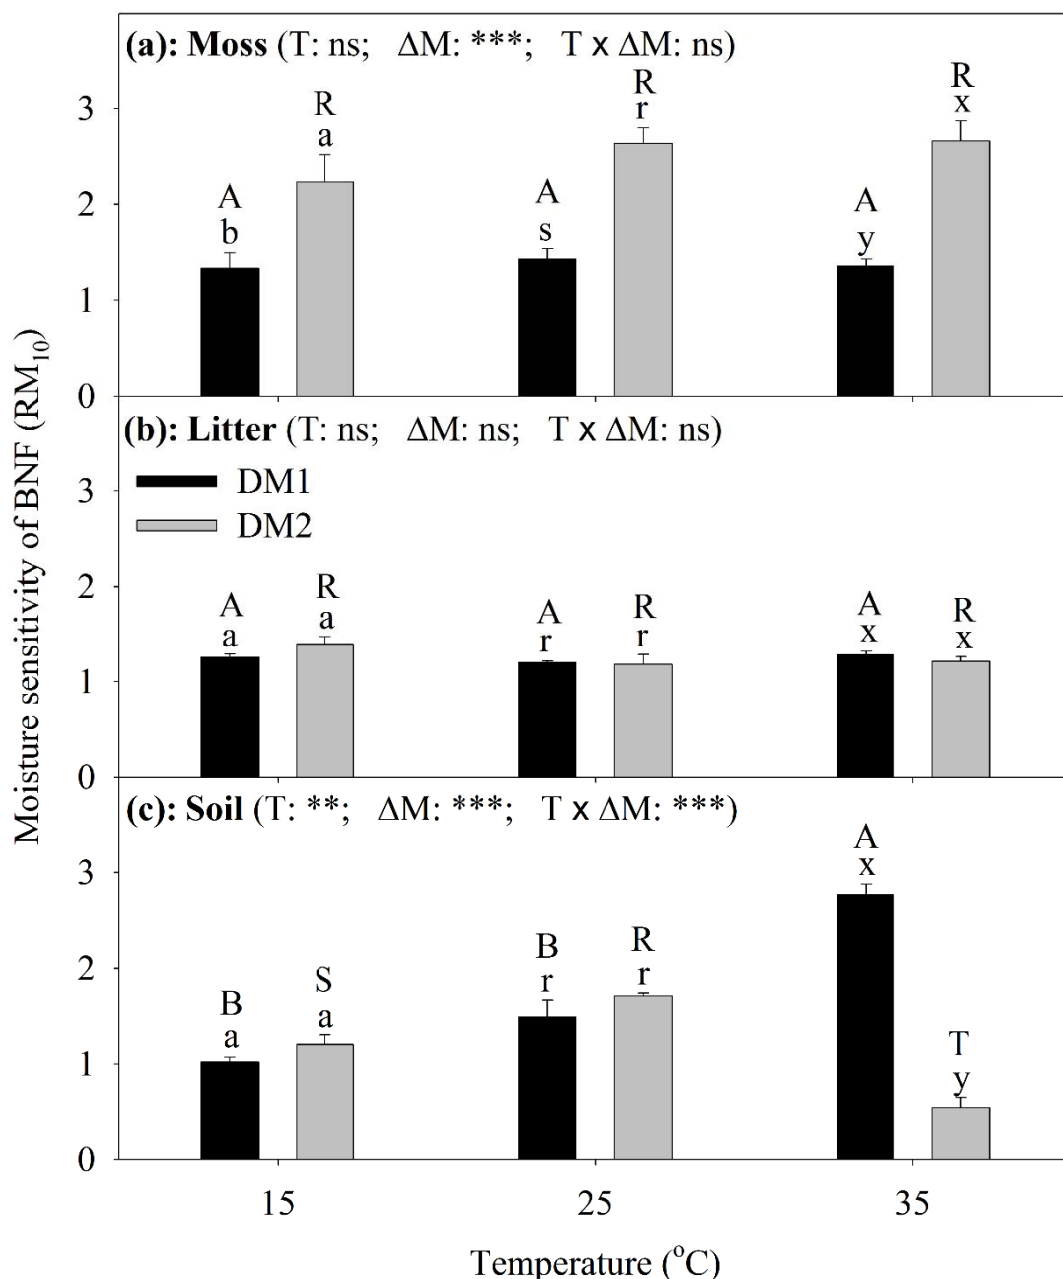 Moisture sensitivity of BNF (RM10)
(a): Moss (T: ns; ΔM: ***; T x ΔM: ns)
3
2
1
0
A
b
R
a
A
s
R
r
A
y
R
x
(b): Litter (T: ns; ΔM: ns; T x ΔM: ns)
DM1
DM2
3
2
1
0
A
a
R
a
A
r
R
r
A
x
R
x
(c): Soil (T: **; ΔM: ***; T x ΔM: ***)
3
2
1
0
B
a
S
a
B
r
R
r
A
x
T
y
15 25 35
Temperature (oC)